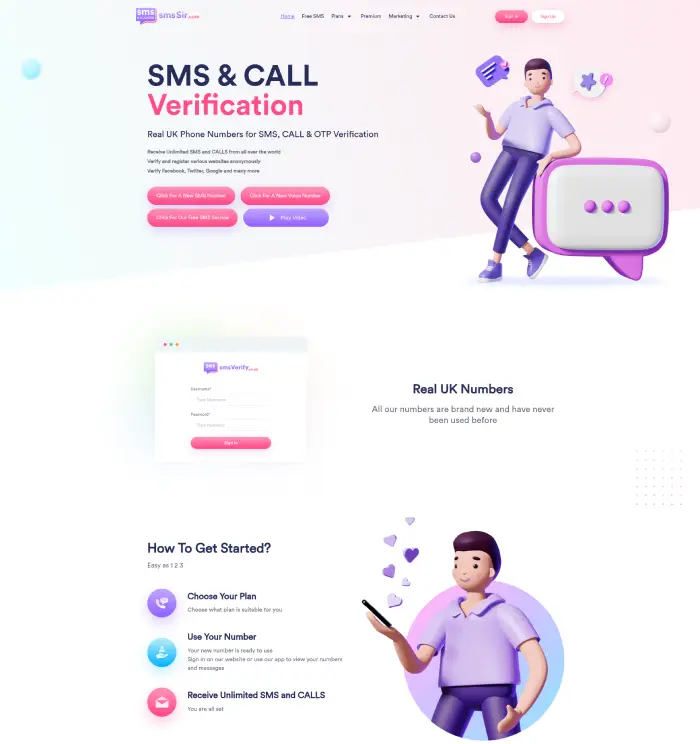 sms
smsSir.com
Home Free SMS Plans Premium Marketing Contact Us
Sign In Sign Up
SMS & CALL
Verification
Real UK Phone Numbers for SMS, CALL & OTP Verification
Receive Unlimited SMS and CALLS from all over the world
Verify and register various websites anonymously
Verify Facebook, Twitter, Google and many more
Click For A New SMS Number Click For A New Voice Number
Click For Our Free SMS Service Play Video
SMS
smsVerify.co.uk
Username*
Password*
Sign In
Real UK Numbers
All our numbers are brand new and have never
been used before
How To Get Started?
Easy as 1 2 3
Choose Your Plan
Choose what plan is suitable for you
Use Your Number
Your new number is ready to use
Sign in on our website or use our app to view your numbers
and messages
Receive Unlimited SMS and CALLS
You are all set